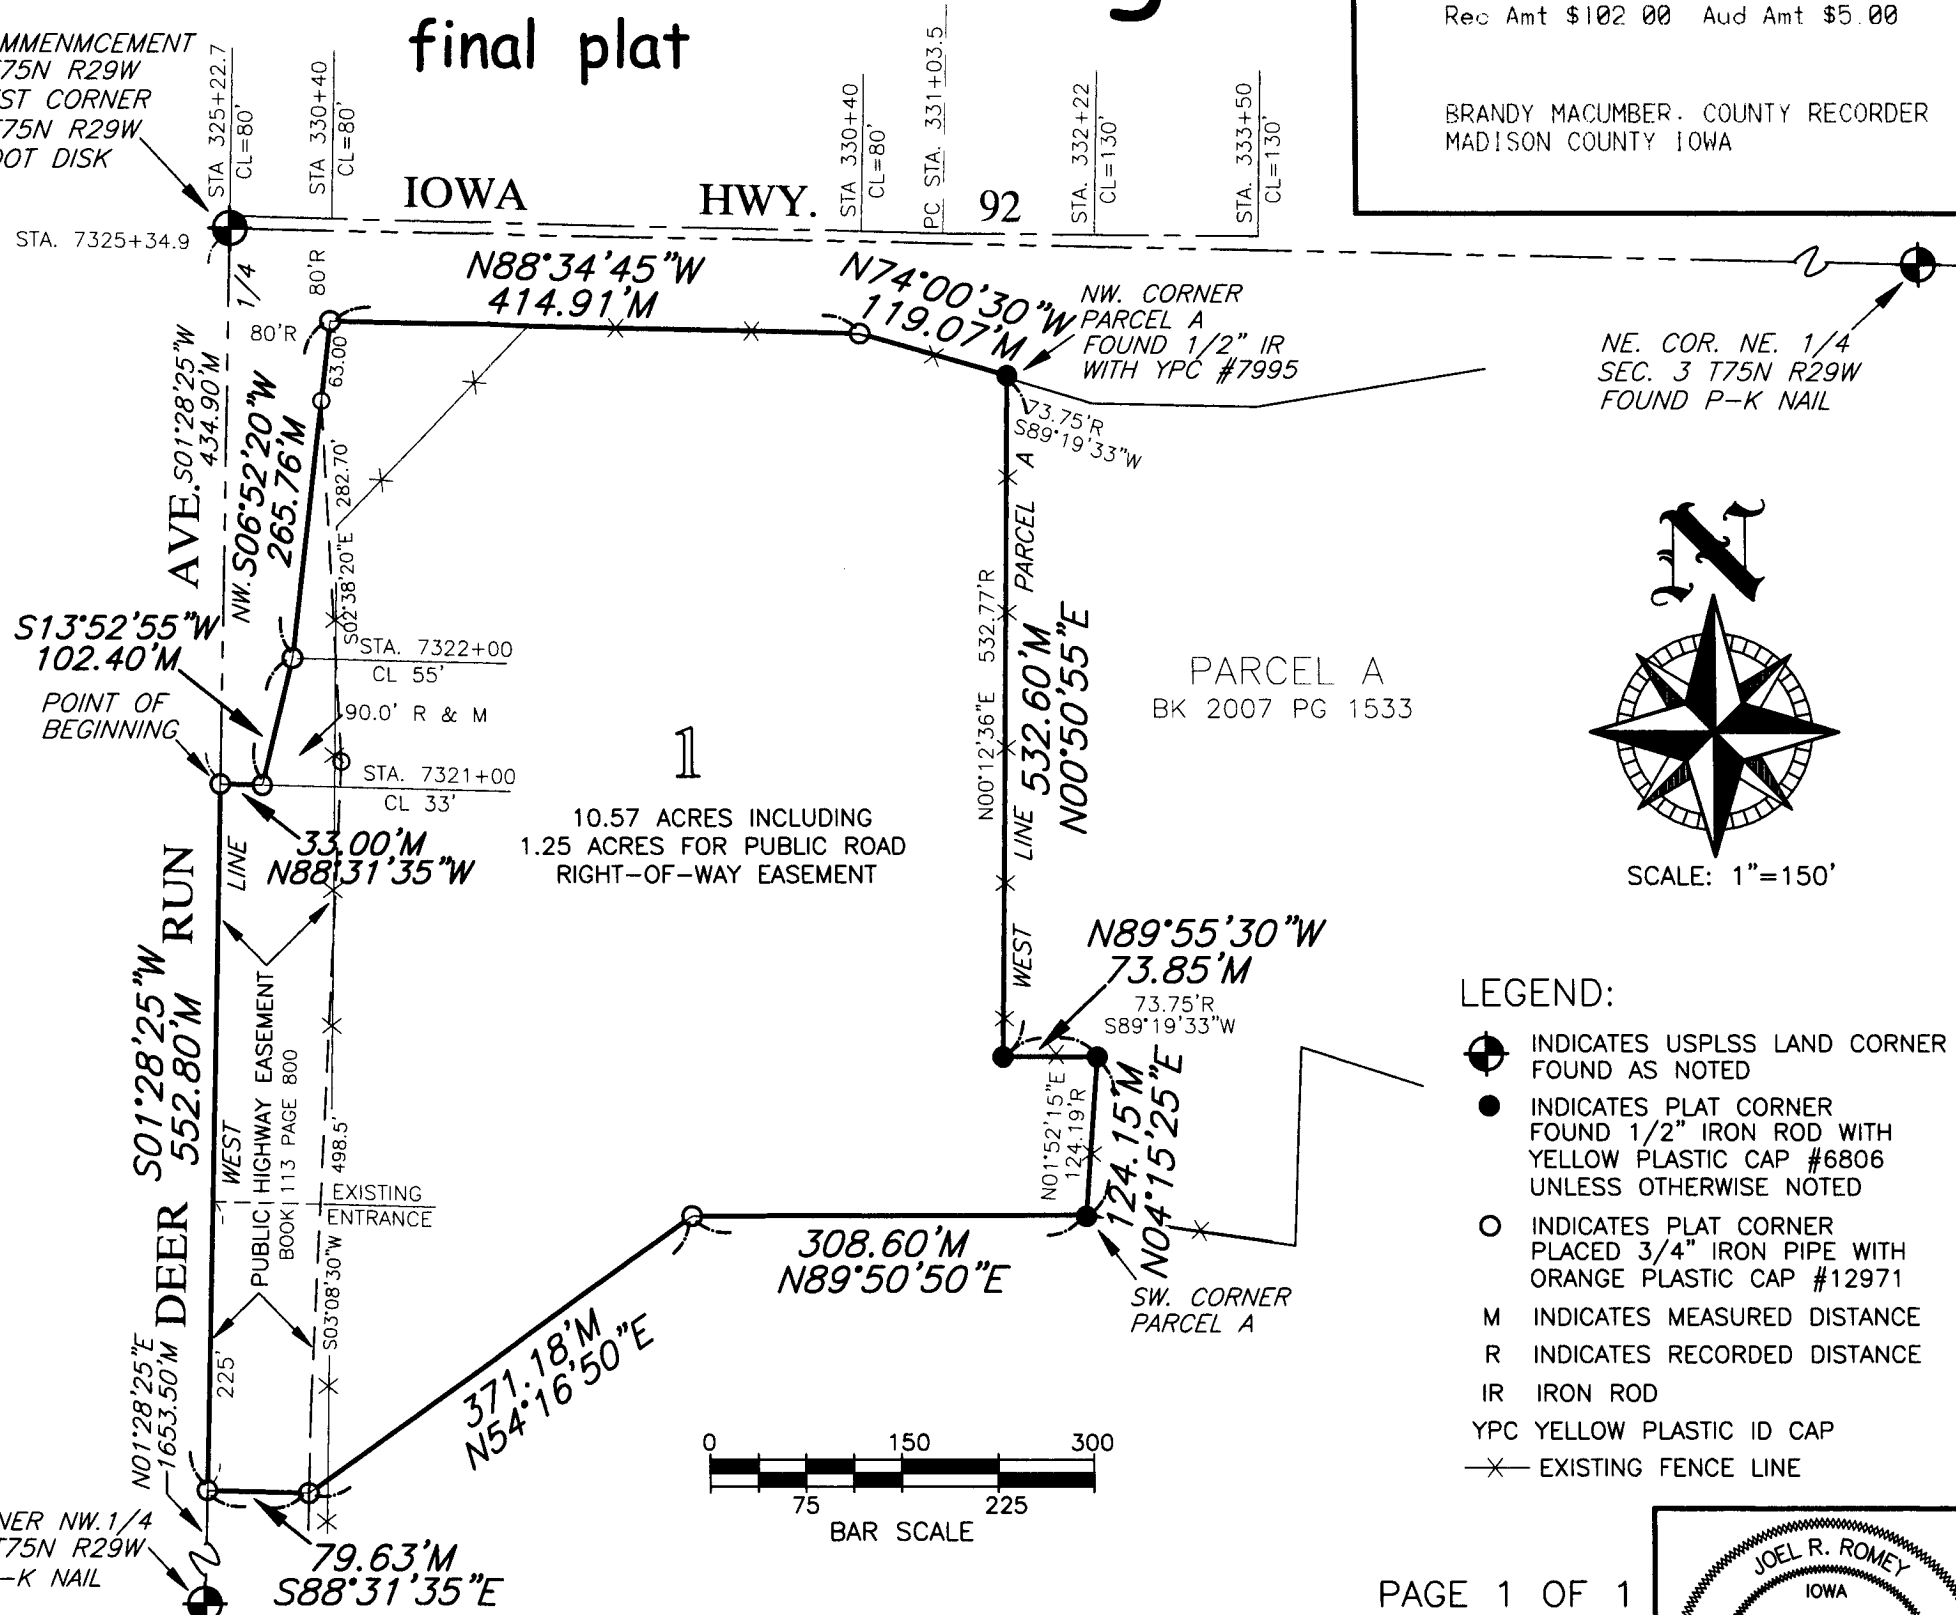 final plat
Rec Amt $102 00 Aud Amt $5.00
BRANDY MACUMBER. COUNTY RECORDER
MADISON COUNTY IOWA
MMENMCEMENT
T75N R29W
ST CORNER
T75N R29W
DOT DISK
STA 325+22.7
CL=80'
STA 330+40
CL=80'
STA 330+40
CL=80'
PC STA. 331+03.5
STA. 332+22
CL=130'
STA. 333+50
CL=130'
IOWA HWY. 92
STA. 7325+34.9
1/4
80'R
80'R
N88°34'45"W
414.91'M
N74°00'30"W
119.07'M
NW. CORNER
PARCEL A
FOUND 1/2" IR
WITH YPC #7995
NE. COR. NE. 1/4
SEC. 3 T75N R29W
FOUND P-K NAIL
73.75'R
S89°19'33"W
S01°28'25"W
434.90'M
AVE.
NW.
S06°52'20"W
265.76'M
63.00
282.70'
S02°38'20"E
S13°52'55"W
102.40'M
POINT OF
BEGINNING
STA. 7322+00
CL 55'
90.0' R & M
STA. 7321+00
CL 33'
33.00'M
N88°31'35"W
1
10.57 ACRES INCLUDING
1.25 ACRES FOR PUBLIC ROAD
RIGHT-OF-WAY EASEMENT
WEST LINE PARCEL A
N00°12'36"E 532.77'R
532.60'M
N00°50'55"E
PARCEL A
BK 2007 PG 1533
N
SCALE: 1"=150'
N89°55'30"W
73.85'M
73.75'R
S89°19'33"W
N01°52'15"E
124.19'R
124.15'M
N04°15'25"E
DEER RUN
WEST LINE
S01°28'25"W
552.80'M
PUBLIC HIGHWAY EASEMENT
BOOK 113 PAGE 800
498.5'
EXISTING
ENTRANCE
S03°08'30"W
225'
N01°28'25"E
1653.50'M
308.60'M
N89°50'50"E
SW. CORNER
PARCEL A
371.18'M
N54°16'50"E
79.63'M
S88°31'35"E
NER NW.1/4
T75N R29W
-K NAIL
0 150 300
75 225
BAR SCALE
LEGEND:
INDICATES USPLSS LAND CORNER
FOUND AS NOTED
INDICATES PLAT CORNER
FOUND 1/2" IRON ROD WITH
YELLOW PLASTIC CAP #6806
UNLESS OTHERWISE NOTED
INDICATES PLAT CORNER
PLACED 3/4" IRON PIPE WITH
ORANGE PLASTIC CAP #12971
M INDICATES MEASURED DISTANCE
R INDICATES RECORDED DISTANCE
IR IRON ROD
YPC YELLOW PLASTIC ID CAP
EXISTING FENCE LINE
PAGE 1 OF 1
JOEL R. ROMEY
IOWA